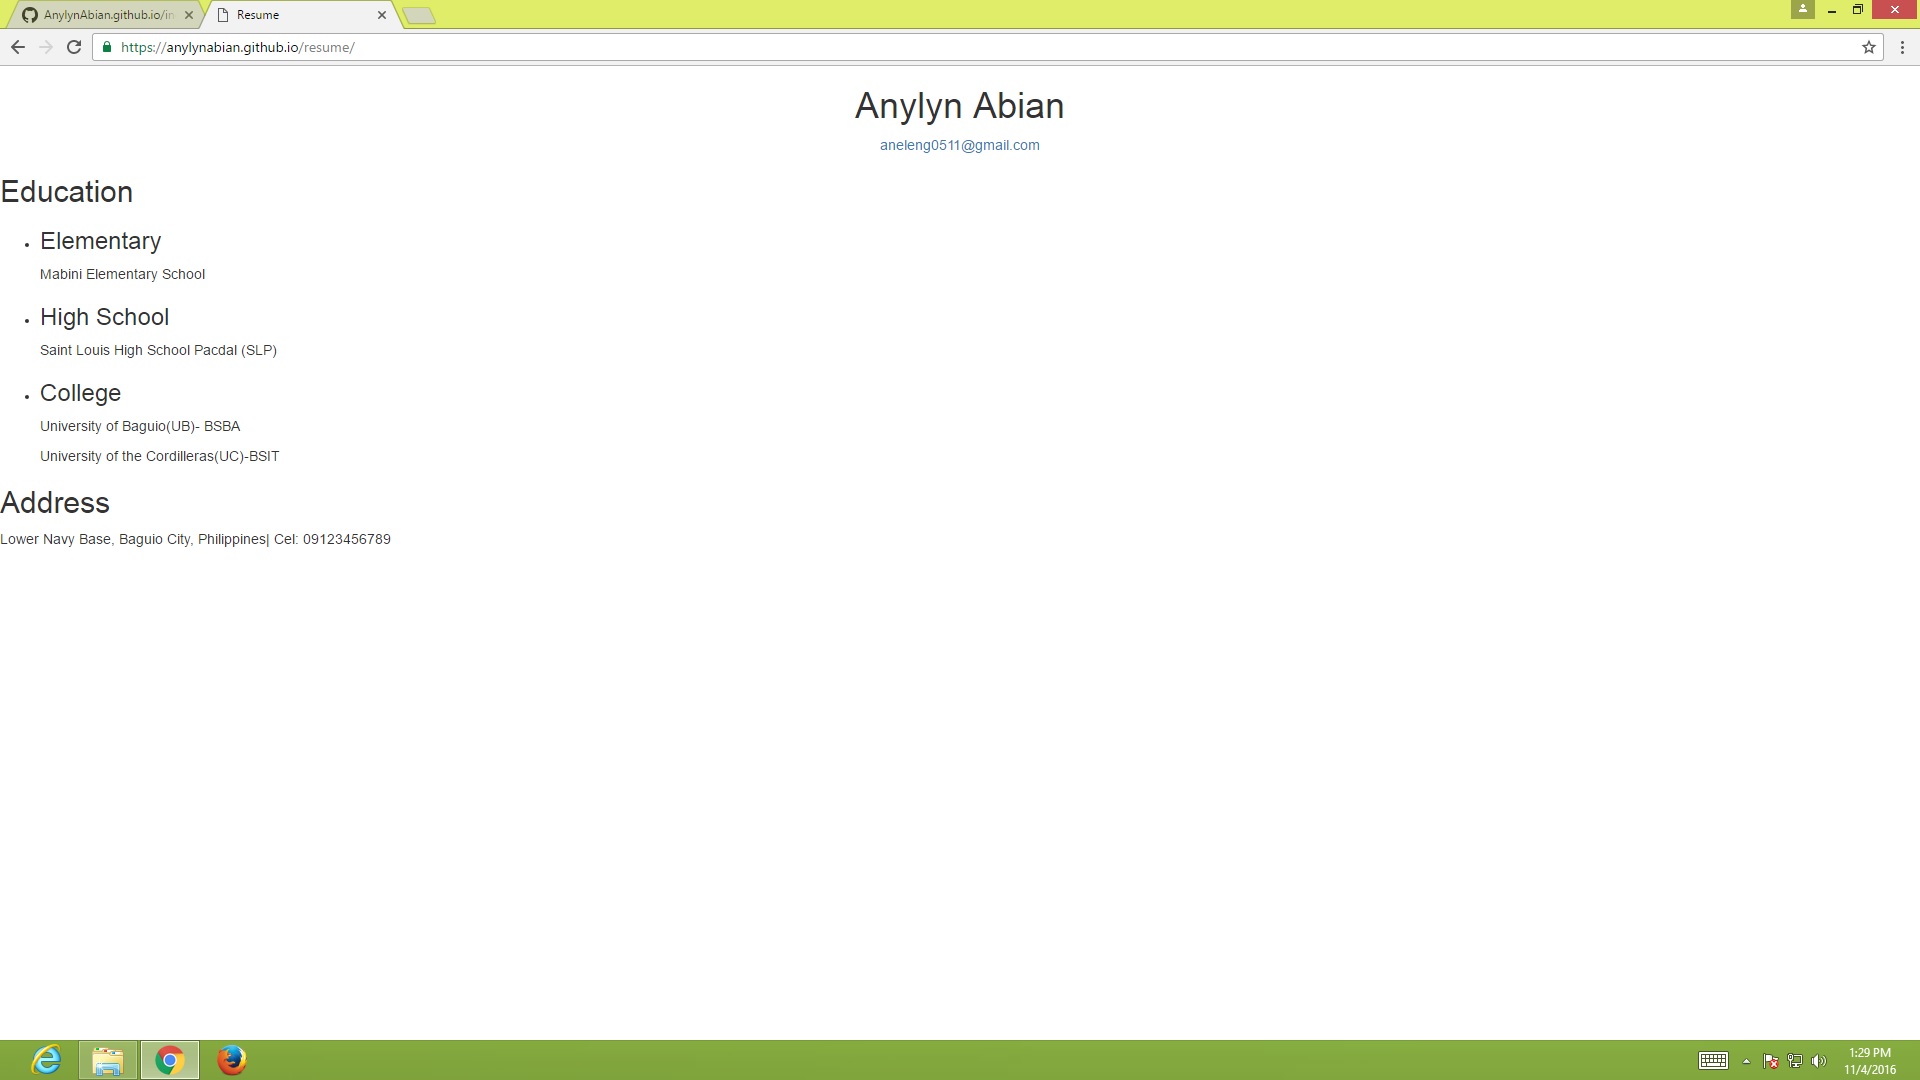 AnylynAbian.github.io/in
Resume
https://anylynabian.github.io/resume/
Anylyn Abian
aneleng0511@gmail.com
Education
Elementary
Mabini Elementary School
High School
Saint Louis High School Pacdal (SLP)
College
University of Baguio(UB)- BSBA
University of the Cordilleras(UC)-BSIT
Address
Lower Navy Base, Baguio City, Philippines| Cel: 09123456789
1:29 PM
11/4/2016